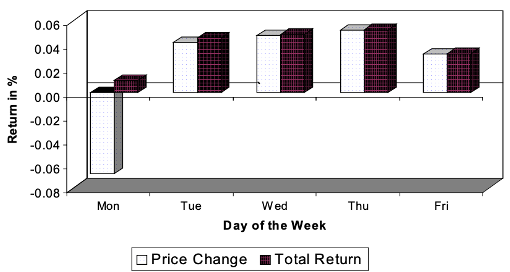 0.06
0.04
0.02
0.00
-0.02
-0.04
-0.06
-0.08
Return in %
Mon Tue Wed Thu Fri
Day of the Week
Price Change Total Return